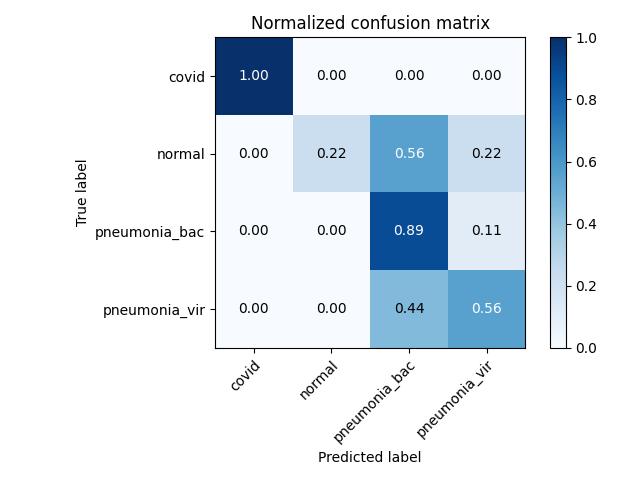 Normalized confusion matrix
True label
covid 1.00 0.00 0.00 0.00
normal 0.00 0.22 0.56 0.22
pneumonia_bac 0.00 0.00 0.89 0.11
pneumonia_vir 0.00 0.00 0.44 0.56
covid normal pneumonia_bac pneumonia_vir
Predicted label
1.0
0.8
0.6
0.4
0.2
0.0